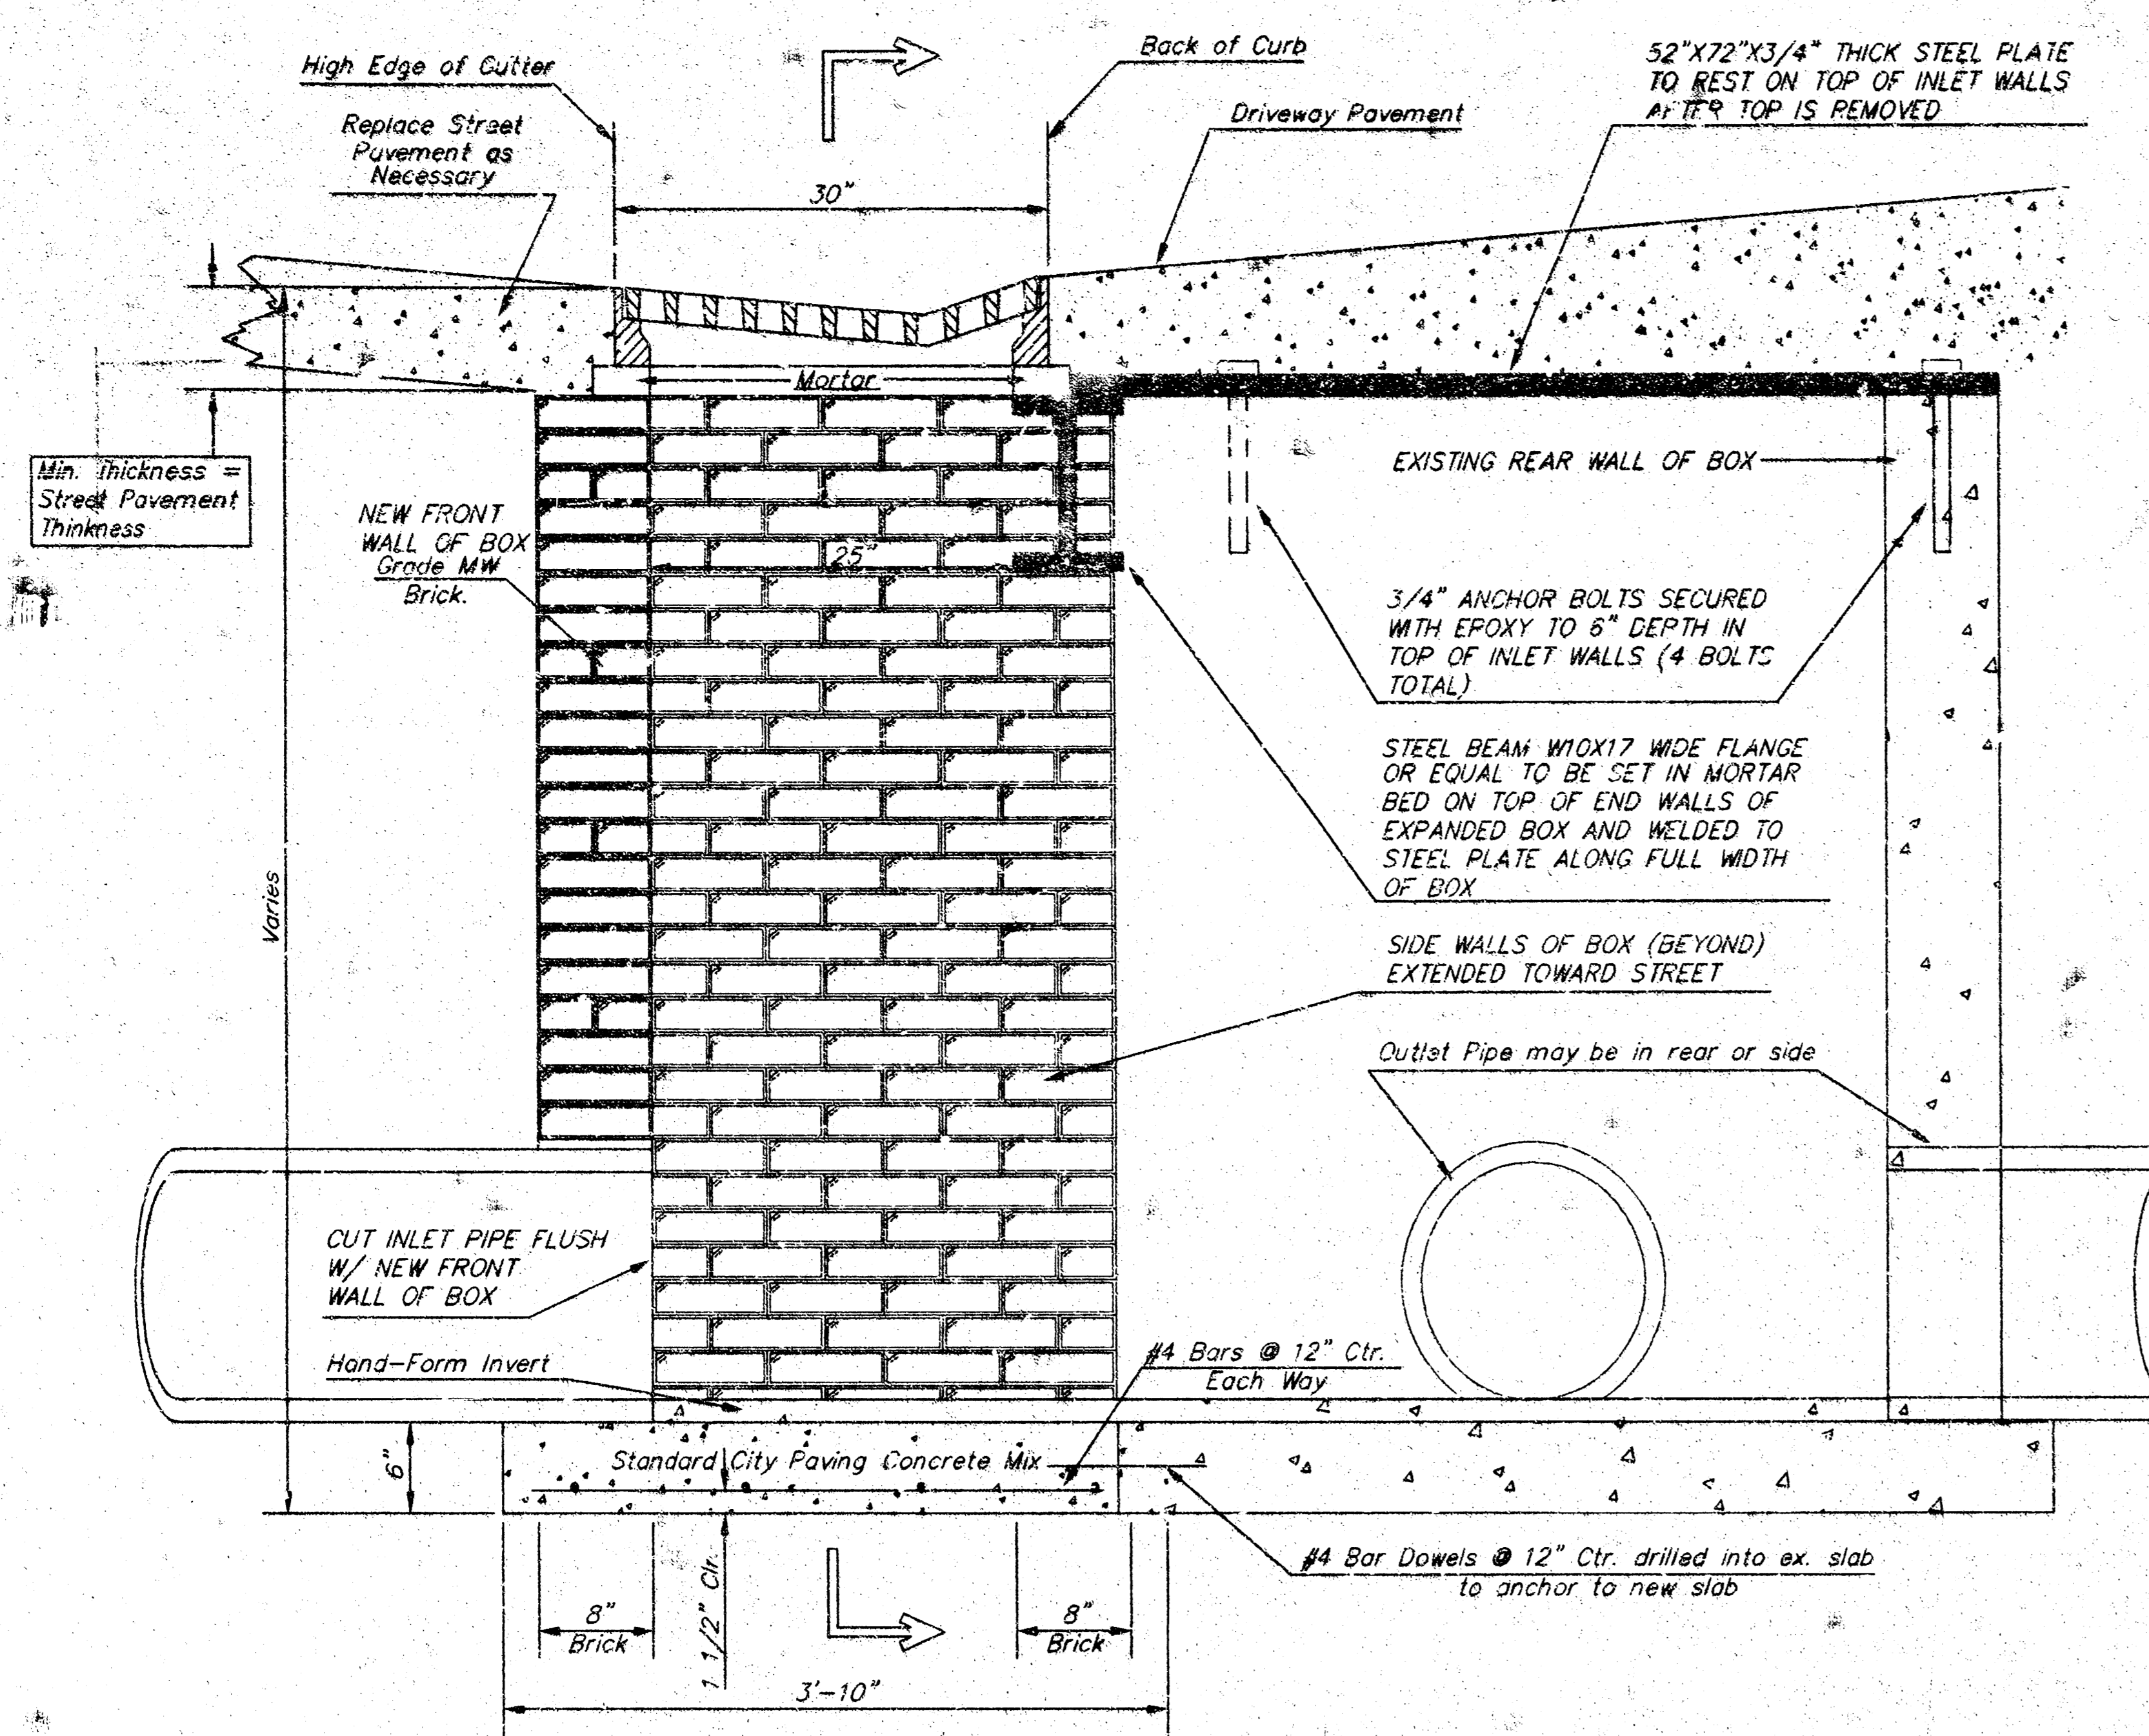 High Edge of Gutter
Back of Curb
52"X72"X3/4" THICK STEEL PLATE
TO REST ON TOP OF INLET WALLS
AFTER TOP IS REMOVED
Replace Street
Pavement as
Necessary
Driveway Pavement
30"
Mortar
Min. Thickness =
Street Pavement
Thinkness
NEW FRONT
WALL OF BOX
Grade MW
Brick.
25"
EXISTING REAR WALL OF BOX
3/4" ANCHOR BOLTS SECURED
WITH EPOXY TO 6" DEPTH IN
TOP OF INLET WALLS (4 BOLTS
TOTAL)
STEEL BEAM W10X17 WIDE FLANGE
OR EQUAL TO BE SET IN MORTAR
BED ON TOP OF END WALLS OF
EXPANDED BOX AND WELDED TO
STEEL PLATE ALONG FULL WIDTH
OF BOX
Varies
SIDE WALLS OF BOX (BEYOND)
EXTENDED TOWARD STREET
Outlet Pipe may be in rear or side
CUT INLET PIPE FLUSH
W/ NEW FRONT
WALL OF BOX
Hand-Form Invert
#4 Bars @ 12" Ctr.
Each Way
6"
Standard City Paving Concrete Mix
#4 Bar Dowels @ 12" Ctr. drilled into ex. slab
to anchor to new slab
8"
Brick
1 1/2" Clr.
8"
Brick
3'-10"